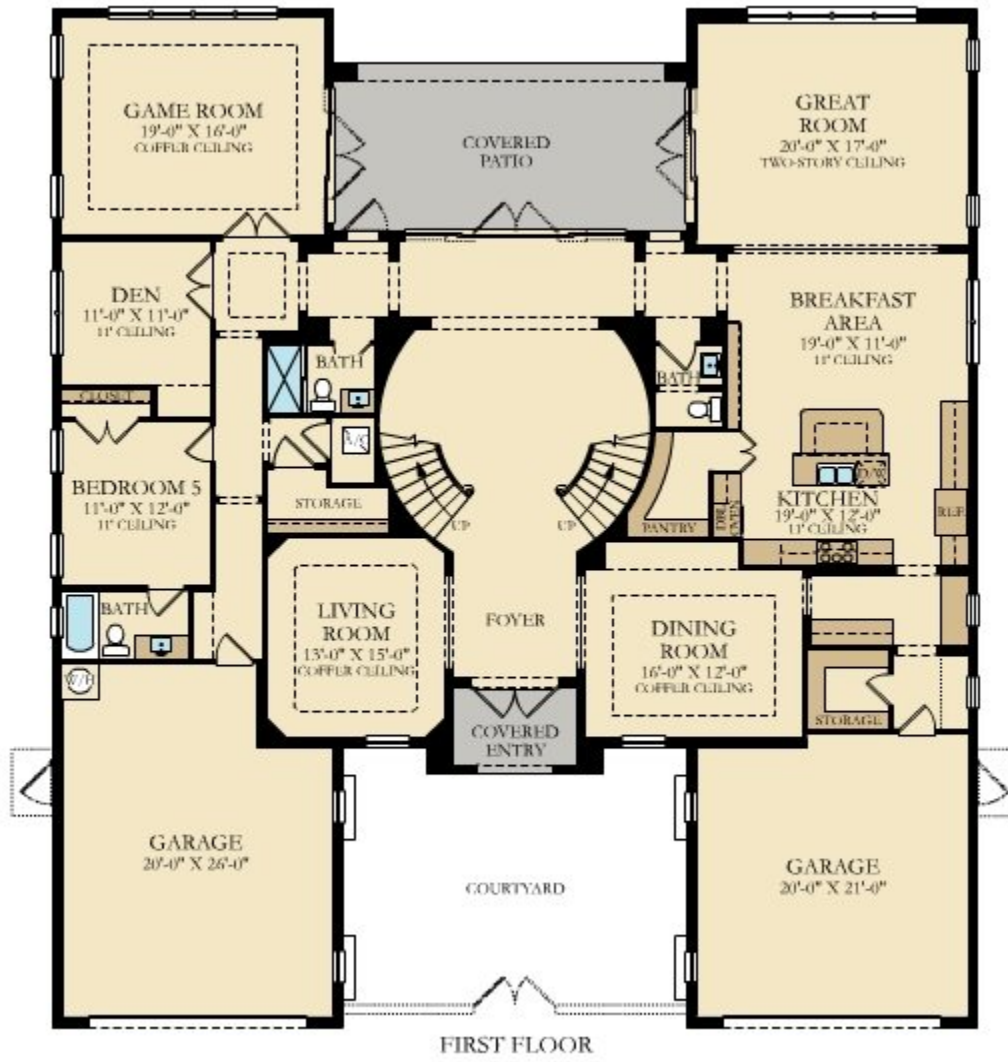 GAME ROOM
19'-0" X 16'-0"
COFFER CEILING
GREAT
ROOM
20'-0" X 17'-0"
TWO-STORY CEILING
COVERED
PATIO
DEN
11'-0" X 11'-0"
11' CEILING
CLOSET
BREAKFAST
AREA
19'-0" X 11'-0"
11' CEILING
BATH
BATH
A/C
BEDROOM 5
11'-0" X 12'-0"
11' CEILING
STORAGE
UP
UP
PANTRY
DBL
OVEN
D/W
KITCHEN
19'-0" X 12'-0"
11' CEILING
REF.
BATH
W/H
LIVING
ROOM
13'-0" X 15'-0"
COFFER CEILING
FOYER
DINING
ROOM
16'-0" X 12'-0"
COFFER CEILING
STORAGE
COVERED
ENTRY
GARAGE
20'-0" X 26'-0"
COURTYARD
GARAGE
20'-0" X 21'-0"
FIRST FLOOR